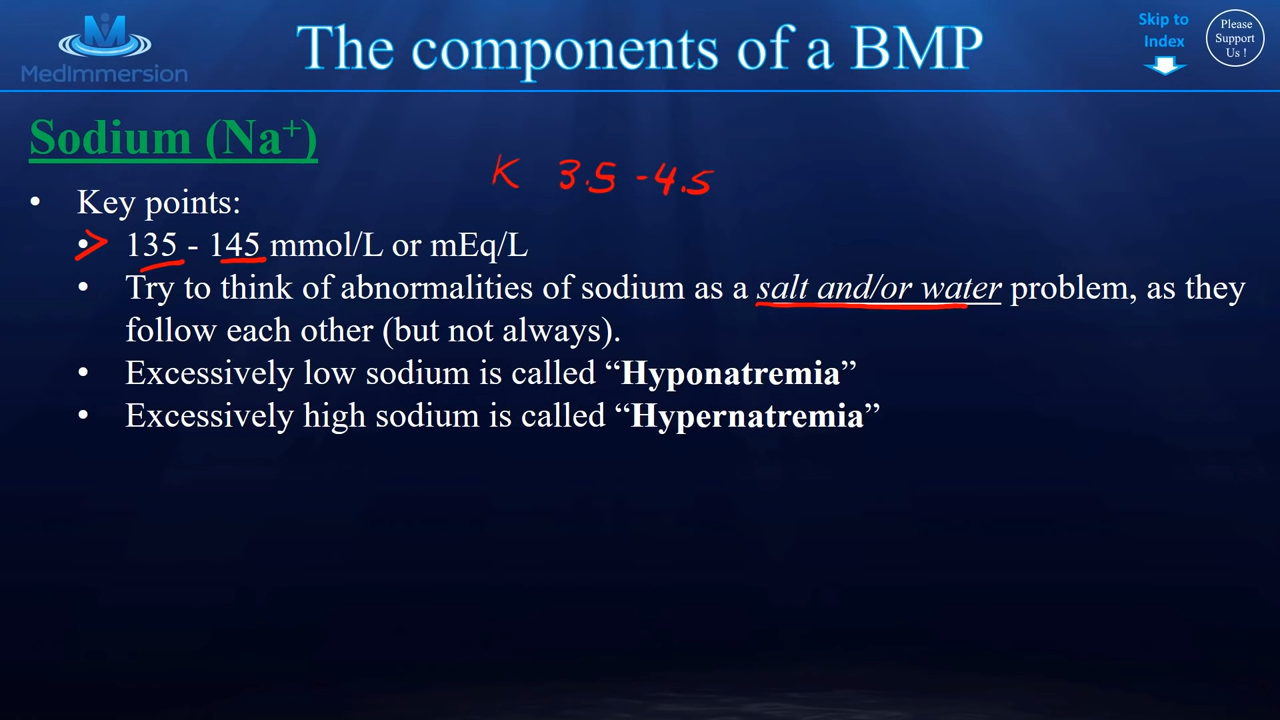 MedImmersion
The components of a BMP
Skip to
Index
Please
Support
Us !
Sodium (Na⁺)
K 3.5 - 4.5
• Key points:
• 135 - 145 mmol/L or mEq/L
• Try to think of abnormalities of sodium as a salt and/or water problem, as they
follow each other (but not always).
• Excessively low sodium is called “Hyponatremia”
• Excessively high sodium is called “Hypernatremia”